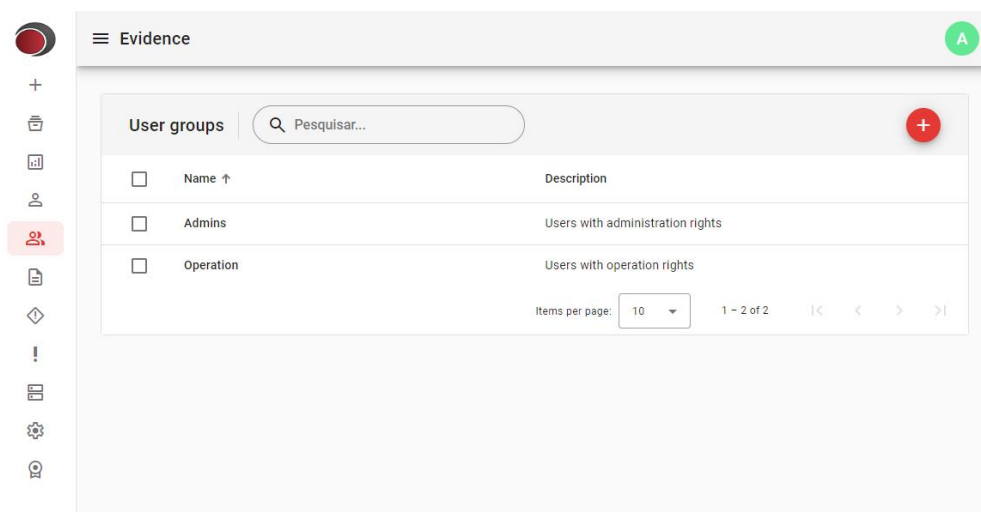 Evidence
A
User groups
Pesquisar...
Name
Description
Admins
Users with administration rights
Operation
Users with operation rights
Items per page:
10
1 – 2 of 2